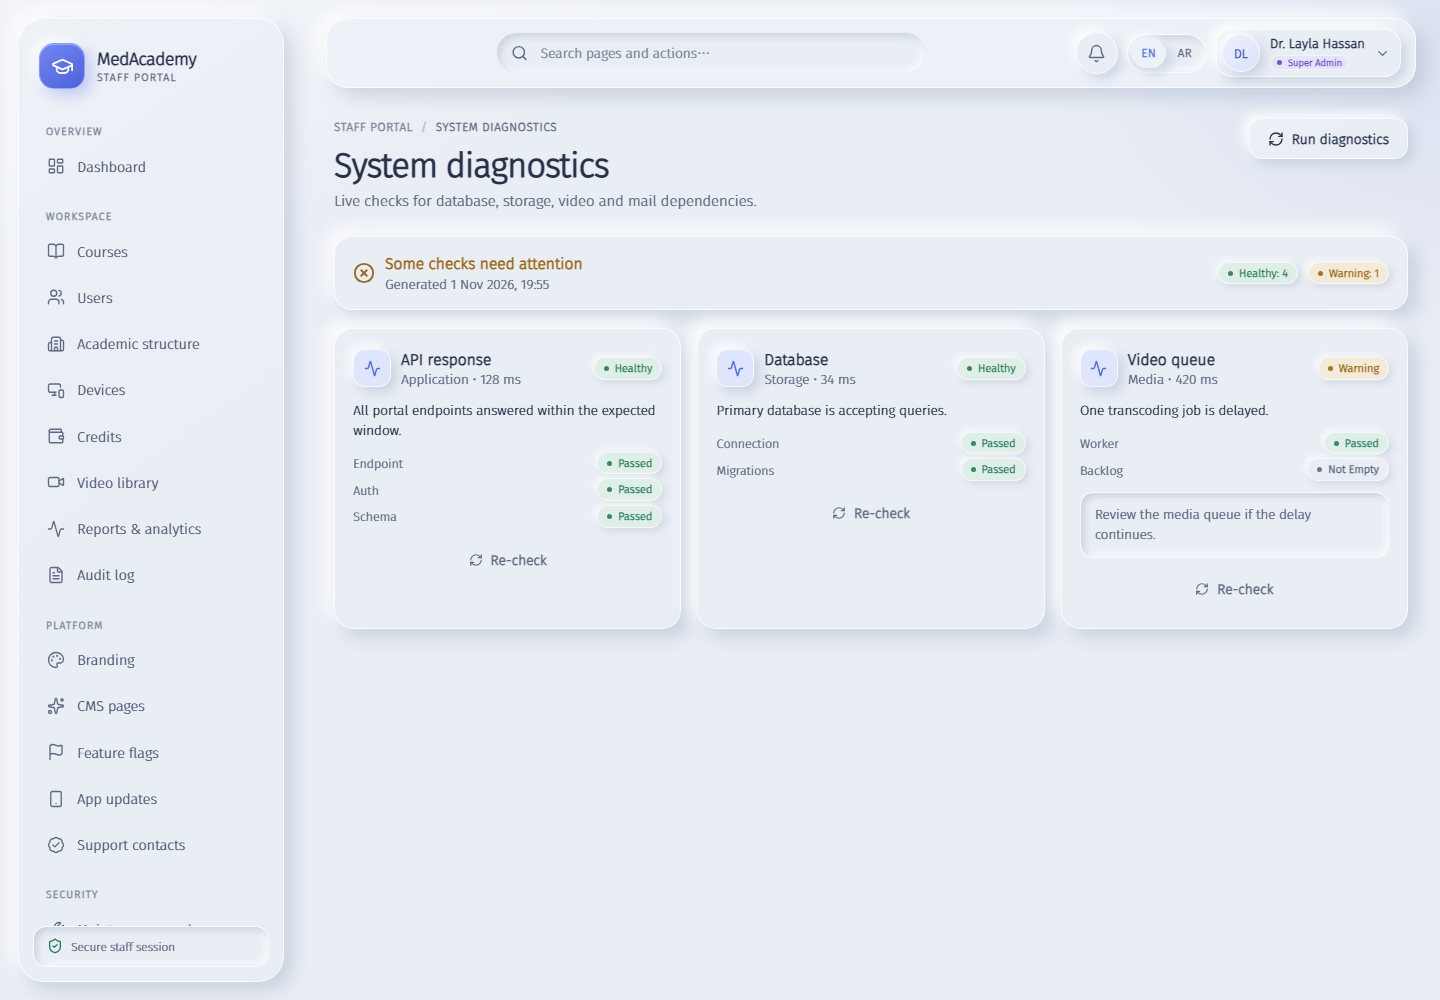 MedAcademy
STAFF PORTAL
OVERVIEW
Dashboard
WORKSPACE
Courses
Users
Academic structure
Devices
Credits
Video library
Reports & analytics
Audit log
PLATFORM
Branding
CMS pages
Feature flags
App updates
Support contacts
SECURITY
Secure staff session
Search pages and actions···
EN AR
DL
Dr. Layla Hassan
Super Admin
STAFF PORTAL / SYSTEM DIAGNOSTICS
System diagnostics
Live checks for database, storage, video and mail dependencies.
Run diagnostics
Some checks need attention
Generated 1 Nov 2026, 19:55
Healthy: 4
Warning: 1
API response
Application • 128 ms
Healthy
All portal endpoints answered within the expected
window.
Endpoint Passed
Auth Passed
Schema Passed
Re-check
Database
Storage • 34 ms
Healthy
Primary database is accepting queries.
Connection Passed
Migrations Passed
Re-check
Video queue
Media • 420 ms
Warning
One transcoding job is delayed.
Worker Passed
Backlog Not Empty
Review the media queue if the delay
continues.
Re-check